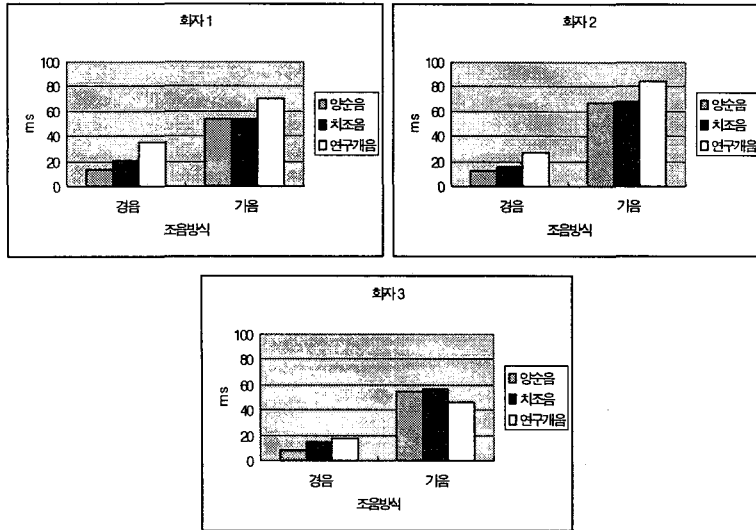 화자 1
100
80
60
40
20
0
ms
경음
기음
조음방식
양순음
치조음
연구개음
화자 2
100
80
60
40
20
0
ms
경음
기음
조음방식
양순음
치조음
연구개음
화자 3
100
80
60
40
20
0
ms
경음
기음
조음방식
양순음
치조음
연구개음